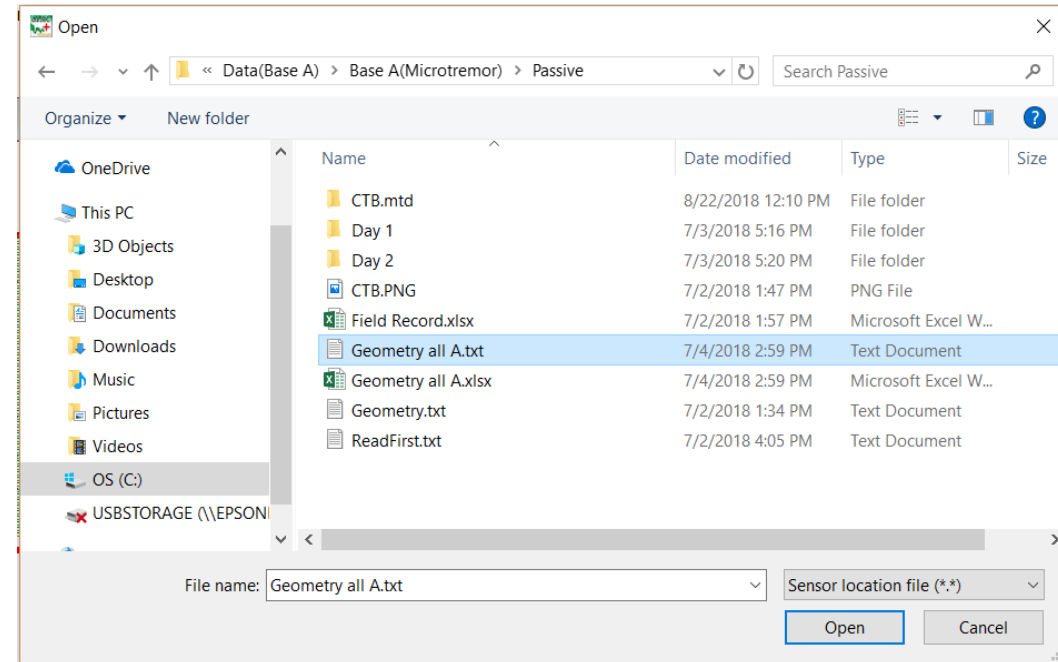 Open
« Data(Base A) > Base A(Microtremor) > Passive
Search Passive
Organize New folder
Name Date modified Type Size
OneDrive
This PC
3D Objects
Desktop
Documents
Downloads
Music
Pictures
Videos
OS (C:)
USBSTORAGE (\\EPSON
CTB.mtd 8/22/2018 12:10 PM File folder
Day 1 7/3/2018 5:16 PM File folder
Day 2 7/3/2018 5:20 PM File folder
CTB.PNG 7/2/2018 1:47 PM PNG File
Field Record.xlsx 7/2/2018 1:57 PM Microsoft Excel W...
Geometry all A.txt 7/4/2018 2:59 PM Text Document
Geometry all A.xlsx 7/4/2018 2:59 PM Microsoft Excel W...
Geometry.txt 7/2/2018 1:34 PM Text Document
ReadFirst.txt 7/2/2018 4:05 PM Text Document
File name: Geometry all A.txt Sensor location file (*.*)
Open Cancel